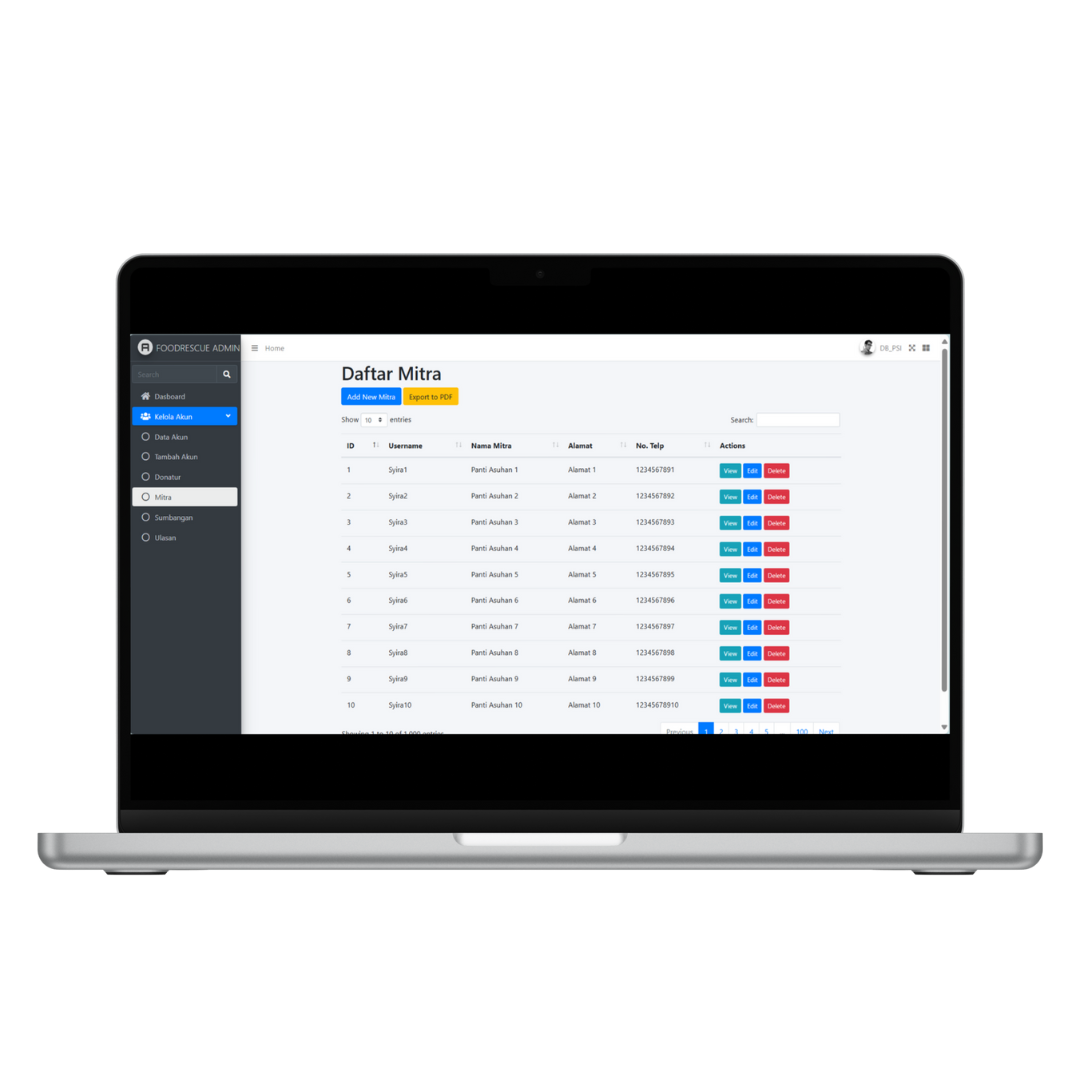 FOODRESCUE ADMIN
Home
DB_PSI
Search
Dasboard
Kelola Akun
Data Akun
Tambah Akun
Donatur
Mitra
Sumbangan
Ulasan
Daftar Mitra
Add New Mitra Export to PDF
Show 10 entries Search:
ID Username Nama Mitra Alamat No. Telp Actions
1 Syira1 Panti Asuhan 1 Alamat 1 1234567891 View Edit Delete
2 Syira2 Panti Asuhan 2 Alamat 2 1234567892 View Edit Delete
3 Syira3 Panti Asuhan 3 Alamat 3 1234567893 View Edit Delete
4 Syira4 Panti Asuhan 4 Alamat 4 1234567894 View Edit Delete
5 Syira5 Panti Asuhan 5 Alamat 5 1234567895 View Edit Delete
6 Syira6 Panti Asuhan 6 Alamat 6 1234567896 View Edit Delete
7 Syira7 Panti Asuhan 7 Alamat 7 1234567897 View Edit Delete
8 Syira8 Panti Asuhan 8 Alamat 8 1234567898 View Edit Delete
9 Syira9 Panti Asuhan 9 Alamat 9 1234567899 View Edit Delete
10 Syira10 Panti Asuhan 10 Alamat 10 12345678910 View Edit Delete
Showing 1 to 10 of 1,000 entries Previous 1 2 3 4 5 … 100 Next